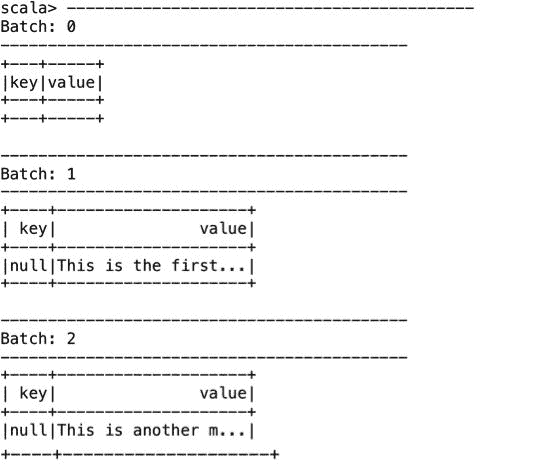 scala> -------------------------------------------
Batch: 0
-------------------------------------------
+---+-----+
|key|value|
+---+-----+
+---+-----+
-------------------------------------------
Batch: 1
-------------------------------------------
+----+--------------------+
| key|               value|
+----+--------------------+
|null|This is the first...|
+----+--------------------+
-------------------------------------------
Batch: 2
-------------------------------------------
+----+--------------------+
| key|               value|
+----+--------------------+
|null|This is another m...|
+----+--------------------+